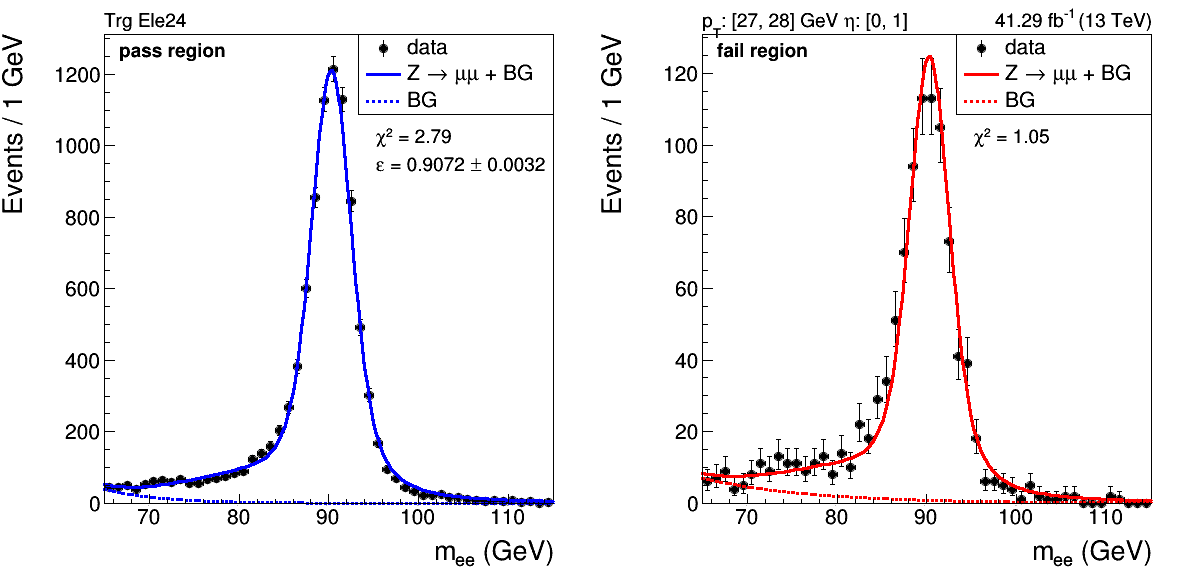 Trg Ele24
pass region
data
Z → μμ + BG
BG
χ² = 2.79
ε = 0.9072 ± 0.0032
Events / 1 GeV
1200
1000
800
600
400
200
0
70 80 90 100 110
m_ee (GeV)
p_T: [27, 28] GeV η: [0, 1] 41.29 fb⁻¹ (13 TeV)
fail region
data
Z → μμ + BG
BG
χ² = 1.05
Events / 1 GeV
120
100
80
60
40
20
0
70 80 90 100 110
m_ee (GeV)